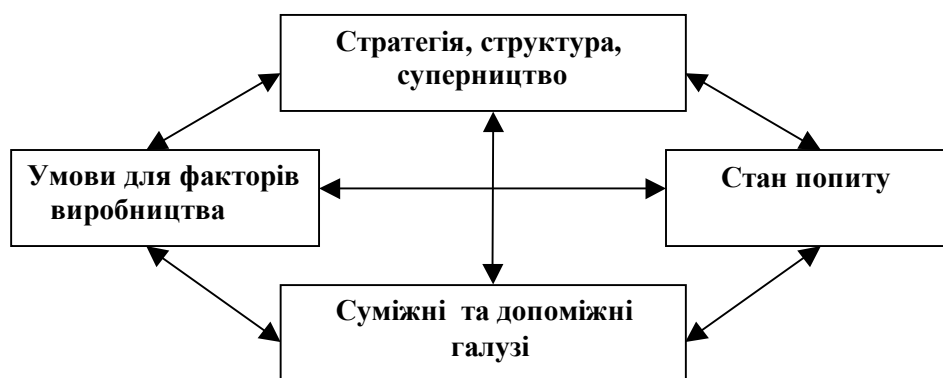 Стратегія, структура,
суперництво
Умови для факторів
виробництва
Стан попиту
Суміжні та допоміжні
галузі